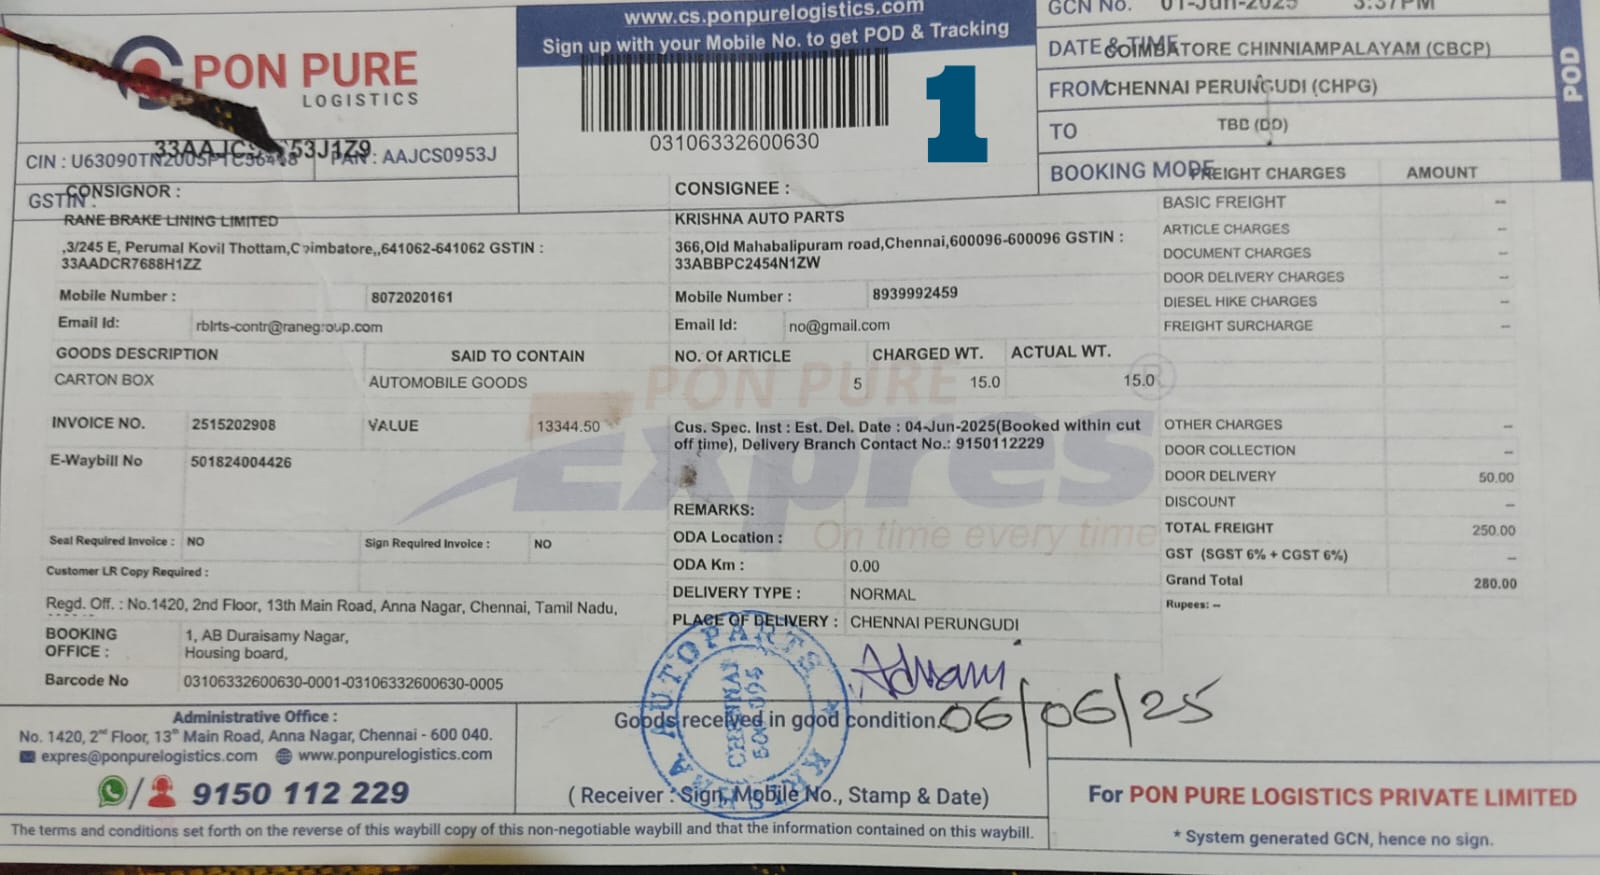 www.cs.ponpurelogistics.com
Sign up with your Mobile No. to get POD & Tracking
PON PURE
LOGISTICS
03106332600630
1
POD
GCN No. 01-Jun-2025 3:37PM
DATE & TIME COIMBATORE CHINNIAMPALAYAM (CBCP)
FROM CHENNAI PERUNGUDI (CHPG)
TO TBB (DD)
BOOKING MODE
CIN : PAN : AAJCS0953J
GSTIN :
CONSIGNOR :
RANE BRAKE LINING LIMITED
,3/245 E, Perumal Kovil Thottam,Coimbatore,,641062-641062 GSTIN :
33AADCR7688H1ZZ
Mobile Number : 8072020161
Email Id: rblrts-contr@ranegroup.com
CONSIGNEE :
KRISHNA AUTO PARTS
366,Old Mahabalipuram road,Chennai,600096-600096 GSTIN :
33ABBPC2454N1ZW
Mobile Number : 8939992459
Email Id: no@gmail.com
GOODS DESCRIPTION SAID TO CONTAIN NO. Of ARTICLE CHARGED WT. ACTUAL WT.
CARTON BOX AUTOMOBILE GOODS 5 15.0 15.0
INVOICE NO. 2515202908 VALUE 13344.50
E-Waybill No 501824004426
Cus. Spec. Inst : Est. Del. Date : 04-Jun-2025(Booked within cut
off time), Delivery Branch Contact No.: 9150112229
PON PURE
Expres
On time every time
Seal Required Invoice : NO Sign Required Invoice : NO
Customer LR Copy Required :
Regd. Off. : No.1420, 2nd Floor, 13th Main Road, Anna Nagar, Chennai, Tamil Nadu,
BOOKING OFFICE : 1, AB Duraisamy Nagar,
Housing board,
Barcode No 03106332600630-0001-03106332600630-0005
REMARKS:
ODA Location :
ODA Km : 0.00
DELIVERY TYPE : NORMAL
PLACE OF DELIVERY : CHENNAI PERUNGUDI
FREIGHT CHARGES AMOUNT
BASIC FREIGHT --
ARTICLE CHARGES --
DOCUMENT CHARGES --
DOOR DELIVERY CHARGES --
DIESEL HIKE CHARGES --
FREIGHT SURCHARGE --
OTHER CHARGES --
DOOR COLLECTION --
DOOR DELIVERY 50.00
DISCOUNT --
TOTAL FREIGHT 250.00
GST (SGST 6% + CGST 6%) --
Grand Total 280.00
Rupees: --
Goods received in good condition. 06/06/25
KRISHNA AUTOPARTS
CHENNAI
(Receiver : Sign, Mobile No., Stamp & Date)
Administrative Office :
No. 1420, 2nd Floor, 13th Main Road, Anna Nagar, Chennai - 600 040.
expres@ponpurelogistics.com www.ponpurelogistics.com
9150 112 229
For PON PURE LOGISTICS PRIVATE LIMITED
* System generated GCN, hence no sign.
The terms and conditions set forth on the reverse of this waybill copy of this non-negotiable waybill and that the information contained on this waybill.